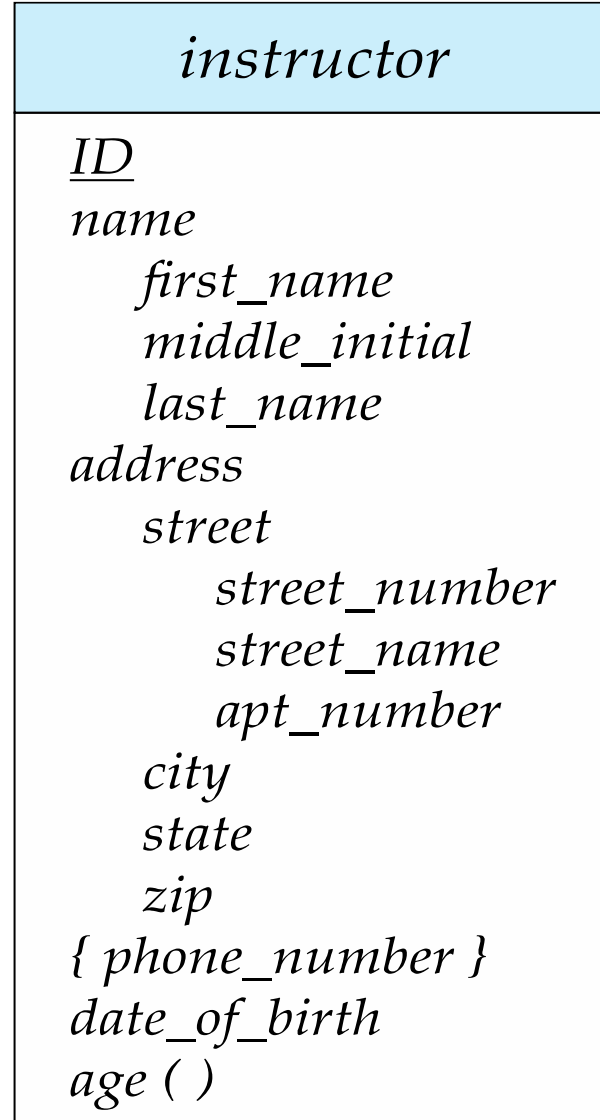 instructor
ID
name
first_name
middle_initial
last_name
address
street
street_number
street_name
apt_number
city
state
zip
{ phone_number }
date_of_birth
age ( )